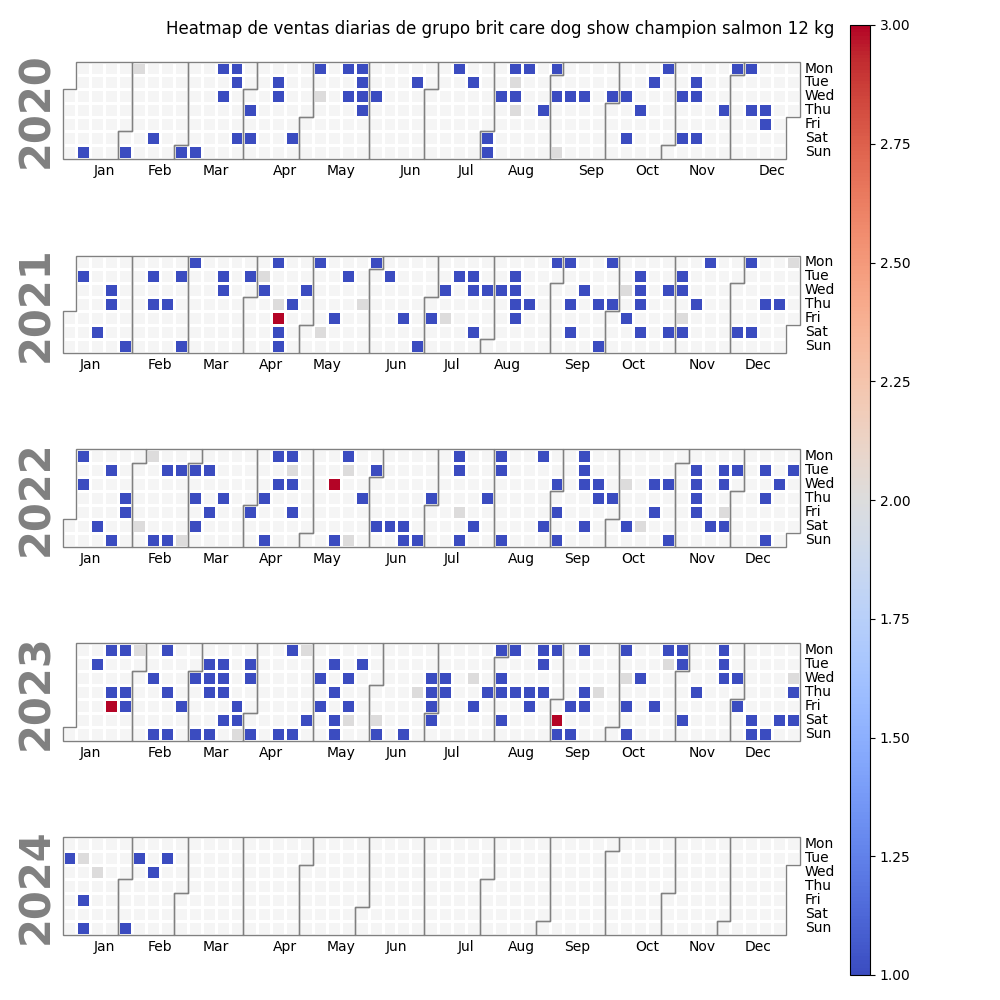 Heatmap de ventas diarias de grupo brit care dog show champion salmon 12 kg
2020
Mon
Tue
Wed
Thu
Fri
Sat
Sun
Jan Feb Mar Apr May Jun Jul Aug Sep Oct Nov Dec
2021
Mon
Tue
Wed
Thu
Fri
Sat
Sun
Jan Feb Mar Apr May Jun Jul Aug Sep Oct Nov Dec
2022
Mon
Tue
Wed
Thu
Fri
Sat
Sun
Jan Feb Mar Apr May Jun Jul Aug Sep Oct Nov Dec
2023
Mon
Tue
Wed
Thu
Fri
Sat
Sun
Jan Feb Mar Apr May Jun Jul Aug Sep Oct Nov Dec
2024
Mon
Tue
Wed
Thu
Fri
Sat
Sun
Jan Feb Mar Apr May Jun Jul Aug Sep Oct Nov Dec
3.00
2.75
2.50
2.25
2.00
1.75
1.50
1.25
1.00